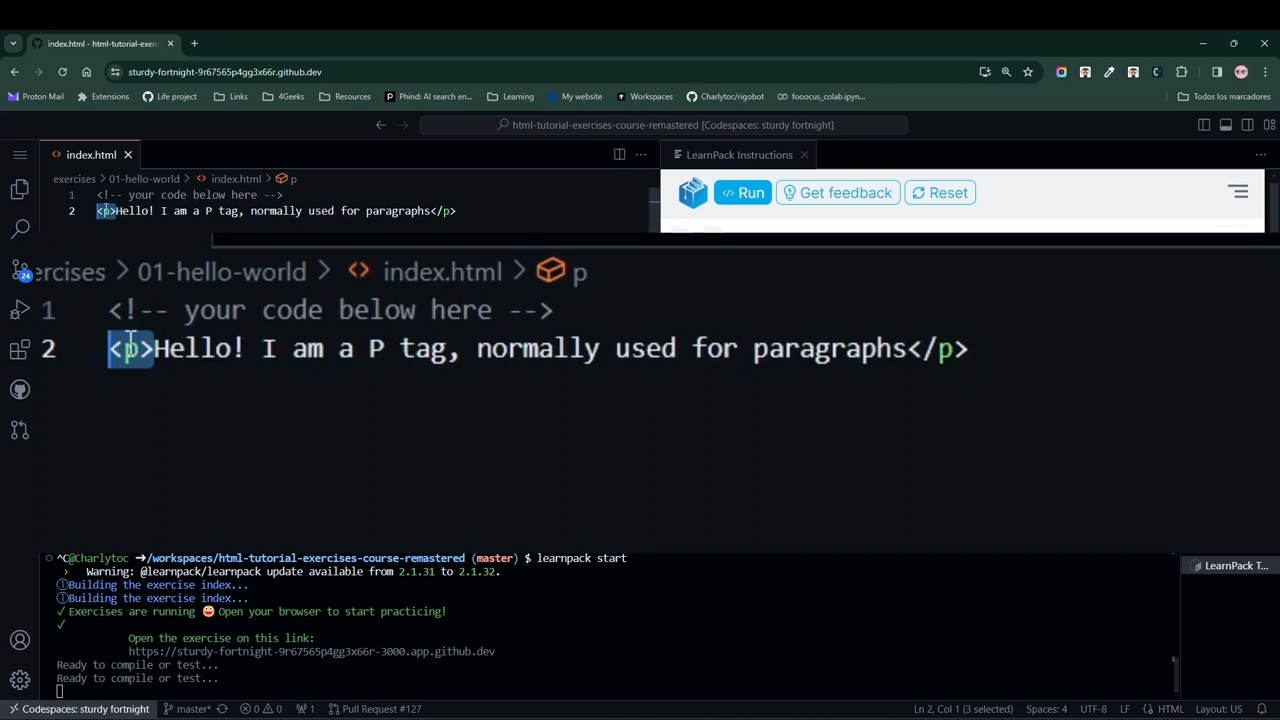 index.html - html-tutorial-exerc
sturdy-fortnight-9r67565p4gg3x66r.github.dev
Proton Mail Extensions Life project Links 4Geeks Resources Phind: AI search en... Learning My website Workspaces Charlytoc/rigobot fooocus_colab.ipyn... Todos los marcadores
html-tutorial-exercises-course-remastered [Codespaces: sturdy fortnight]
index.html
LearnPack Instructions
exercises > 01-hello-world > index.html > p
Run Get feedback Reset
1 <!-- your code below here -->
2 <p>Hello! I am a P tag, normally used for paragraphs</p>
ercises > 01-hello-world > index.html > p
24
1 <!-- your code below here -->
2 <p>Hello! I am a P tag, normally used for paragraphs</p>
^C@Charlytoc ➜/workspaces/html-tutorial-exercises-course-remastered (master) $ learnpack start
› Warning: @learnpack/learnpack update available from 2.1.31 to 2.1.32.
ⓘBuilding the exercise index...
ⓘBuilding the exercise index...
✓ Exercises are running 😃 Open your browser to start practicing!
✓
Open the exercise on this link:
https://sturdy-fortnight-9r67565p4gg3x66r-3000.app.github.dev
Ready to compile or test...
Ready to compile or test...
LearnPack T...
Codespaces: sturdy fortnight master* 0 0 1 Pull Request #127 Ln 2, Col 1 (3 selected) Spaces: 4 UTF-8 LF HTML Layout: US